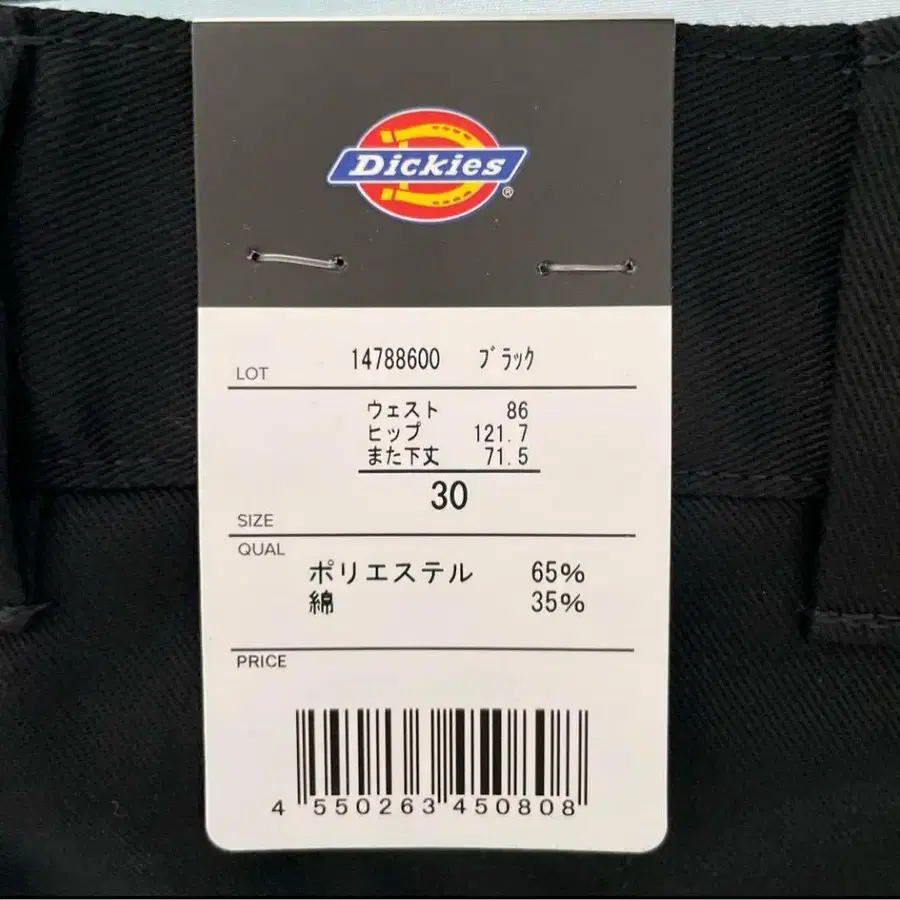 Dickies®
LOT 14788600 ブラック
ウェスト 86
ヒップ 121.7
また下丈 71.5
SIZE 30
QUAL
ポリエステル 65%
綿 35%
PRICE
4 550263 450808